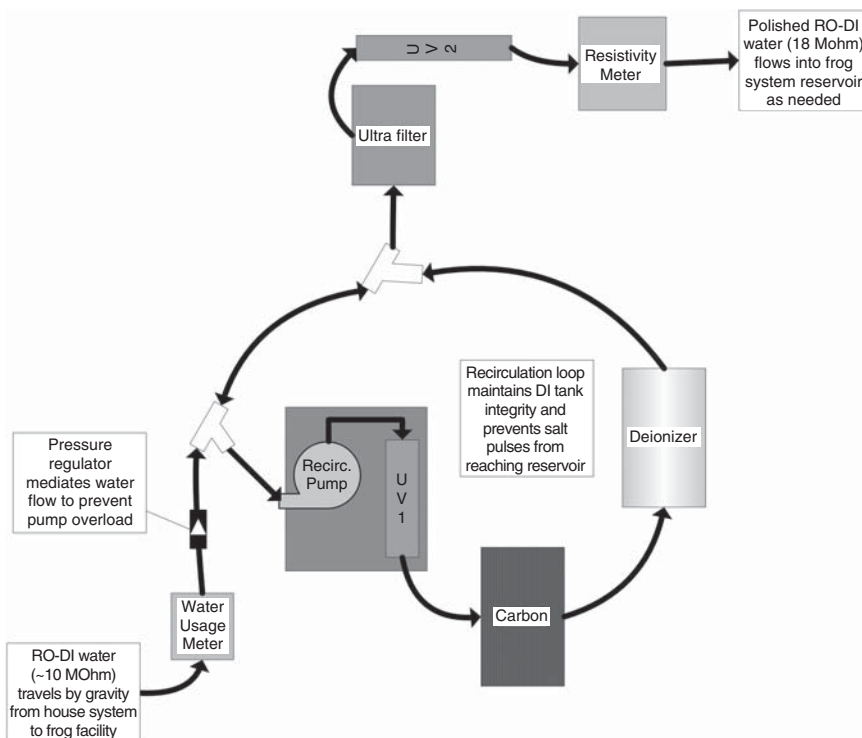 UV2
Resistivity
Meter
Polished RO-DI
water (18 Mohm)
flows into frog
system reservoir
as needed
Ultra filter
Recirculation loop
maintains DI tank
integrity and
prevents salt
pulses from
reaching reservoir
Deionizer
Pressure
regulator
mediates water
flow to prevent
pump overload
Recirc.
Pump
U
V
1
Water
Usage
Meter
Carbon
RO-DI water
(~10 MOhm)
travels by gravity
from house system
to frog facility